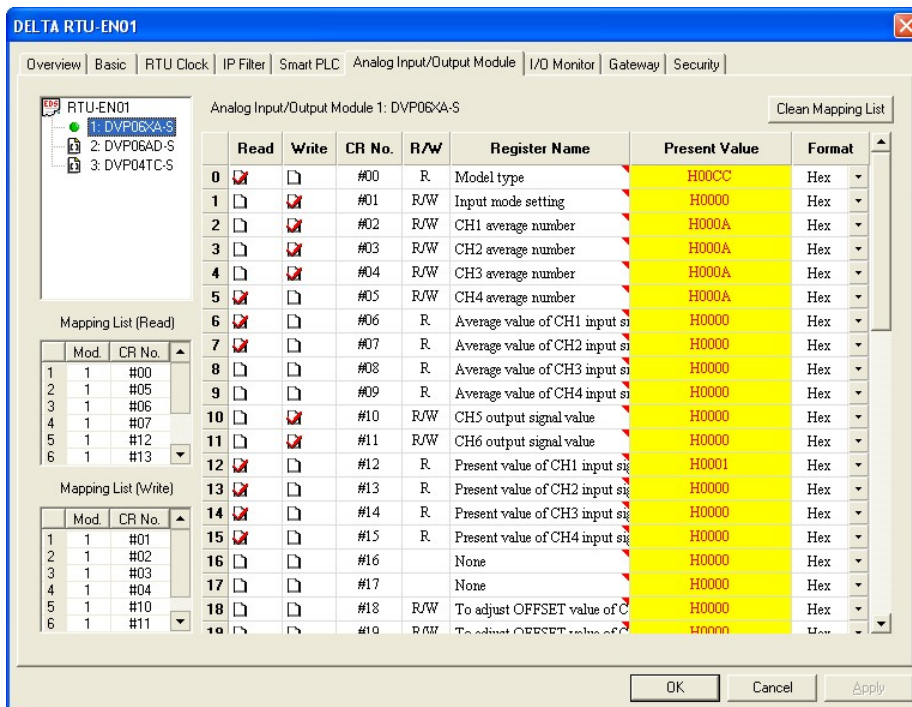 DELTA RTU-EN01
Overview Basic RTU Clock IP Filter Smart PLC Analog Input/Output Module I/O Monitor Gateway Security
EDS RTU-EN01
1: DVP06XA-S
2: DVP06AD-S
3: DVP04TC-S
Mapping List (Read)
Mod. CR No.
1 1 #00
2 1 #05
3 1 #06
4 1 #07
5 1 #12
6 1 #13
Mapping List (Write)
Mod. CR No.
1 1 #01
2 1 #02
3 1 #03
4 1 #04
5 1 #10
6 1 #11
Analog Input/Output Module 1: DVP06XA-S
Clean Mapping List
Read Write CR No. R/W Register Name Present Value Format
0 #00 R Model type H00CC Hex
1 #01 R/W Input mode setting H0000 Hex
2 #02 R/W CH1 average number H000A Hex
3 #03 R/W CH2 average number H000A Hex
4 #04 R/W CH3 average number H000A Hex
5 #05 R/W CH4 average number H000A Hex
6 #06 R Average value of CH1 input si H0000 Hex
7 #07 R Average value of CH2 input si H0000 Hex
8 #08 R Average value of CH3 input si H0000 Hex
9 #09 R Average value of CH4 input si H0000 Hex
10 #10 R/W CH5 output signal value H0000 Hex
11 #11 R/W CH6 output signal value H0000 Hex
12 #12 R Present value of CH1 input sig H0001 Hex
13 #13 R Present value of CH2 input sig H0000 Hex
14 #14 R Present value of CH3 input sig H0000 Hex
15 #15 R Present value of CH4 input sig H0000 Hex
16 #16 None H0000 Hex
17 #17 None H0000 Hex
18 #18 R/W To adjust OFFSET value of C H0000 Hex
19 #19 R/W To adjust OFFSET value of C H0000 Hex
OK Cancel Apply